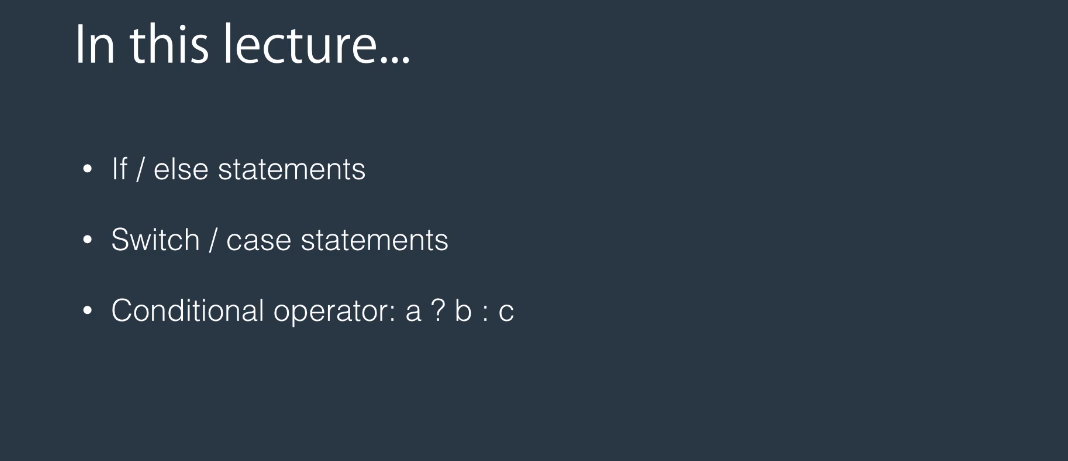 In this lecture...
• If / else statements
• Switch / case statements
• Conditional operator: a ? b : c